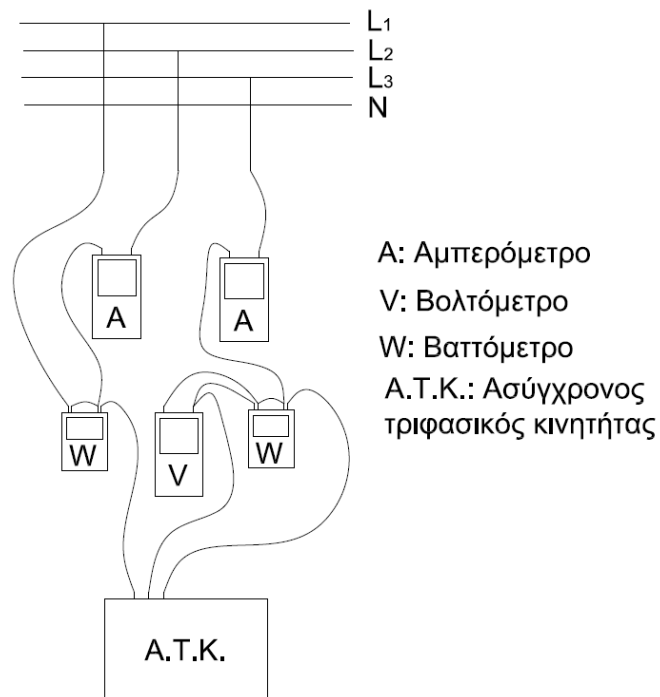 L1
L2
L3
N
A
A
W
V
W
Α.Τ.Κ.
Α: Αμπερόμετρο
V: Βολτόμετρο
W: Βαττόμετρο
Α.Τ.Κ.: Ασύγχρονος
τριφασικός κινητήτας